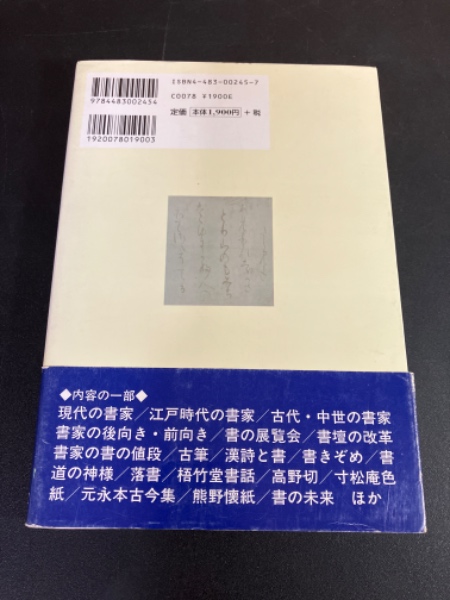 ISBN4-483-00245-7
C0078 ¥1900E
定価 本体1,900円 + 税
9784483002454
1920078019003
◆内容の一部◆
現代の書家／江戸時代の書家／古代・中世の書家
書家の後向き・前向き／書の展覧会／書壇の改革
書家の書の値段／古筆／漢詩と書／書きぞめ／書
道の神様／落書／梧竹堂書話／高野切／寸松庵色
紙／元永本古今集／熊野懐紙／書の未来　ほか